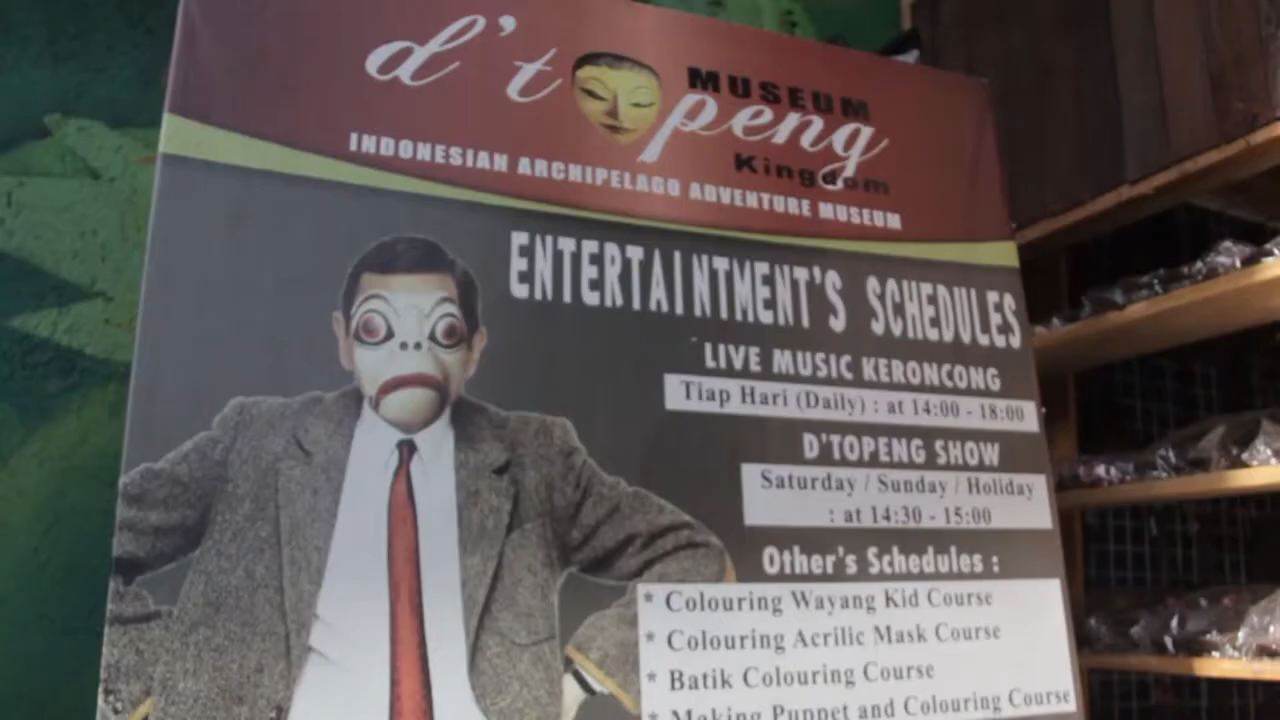 d't peng
MUSEUM
Kingdom
INDONESIAN ARCHIPELAGO ADVENTURE MUSEUM
ENTERTAINTMENT'S SCHEDULES
LIVE MUSIC KERONCONG
Tiap Hari (Daily) : at 14:00 - 18:00
D'TOPENG SHOW
Saturday / Sunday / Holiday
: at 14:30 - 15:00
Other's Schedules :
* Colouring Wayang Kid Course
* Colouring Acrilic Mask Course
* Batik Colouring Course
* Making Puppet and Colouring Course